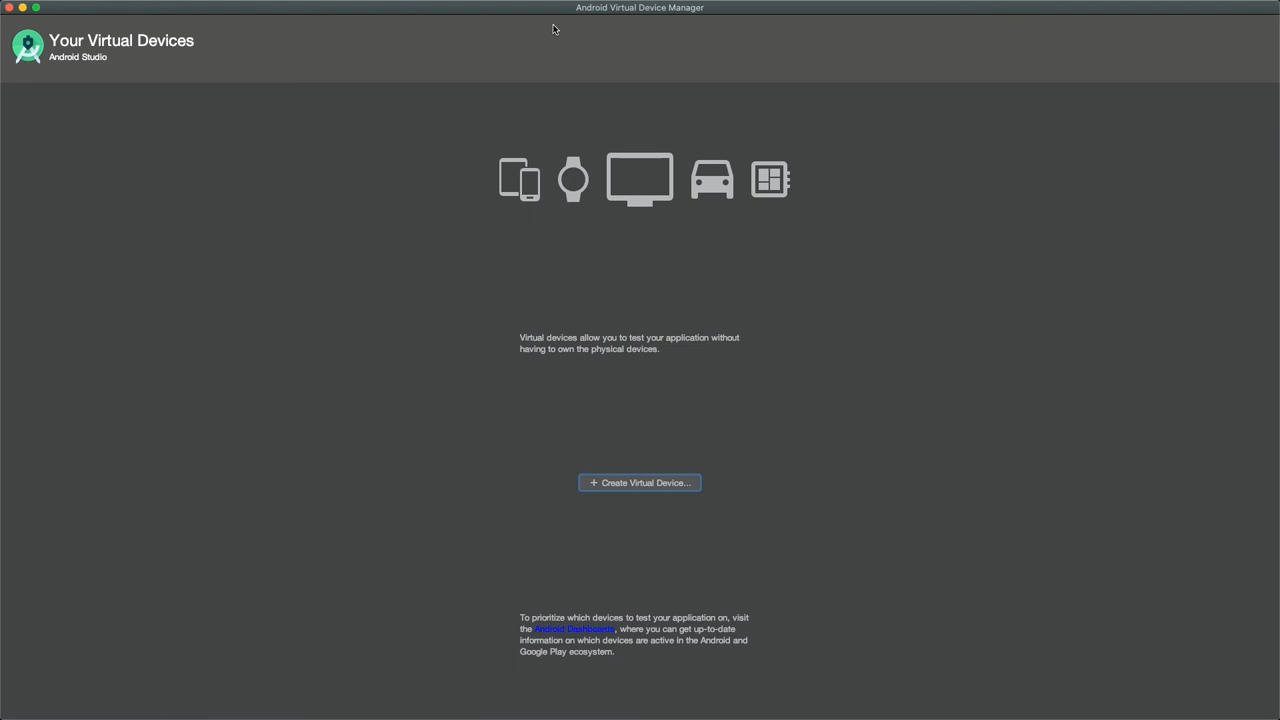 Android Virtual Device Manager
Your Virtual Devices
Android Studio
Virtual devices allow you to test your application without
having to own the physical devices.
+ Create Virtual Device...
To prioritize which devices to test your application on, visit
the Android Dashboards, where you can get up-to-date
information on which devices are active in the Android and
Google Play ecosystem.